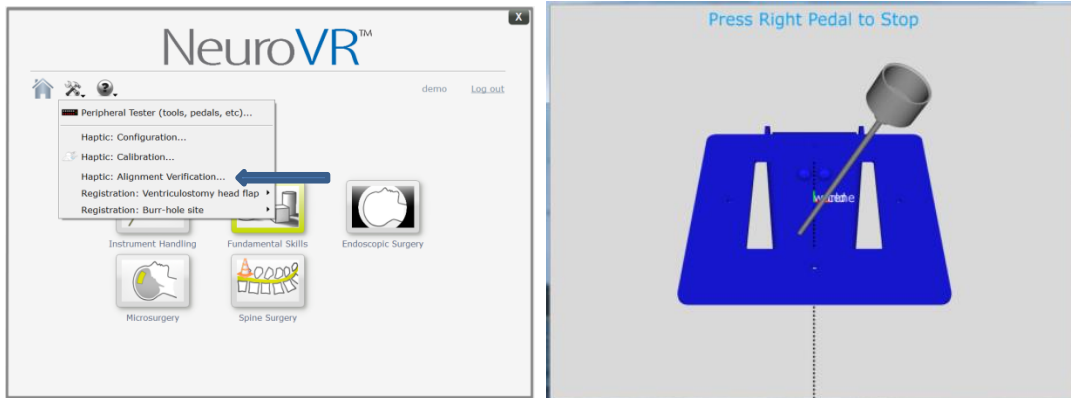 X
NeuroVR™
demo Log out
Peripheral Tester (tools, pedals, etc)...
Haptic: Configuration...
Haptic: Calibration...
Haptic: Alignment Verification...
Registration: Ventriculostomy head flap
Registration: Burr-hole site
Instrument Handling Fundamental Skills Endoscopic Surgery
Microsurgery Spine Surgery
Press Right Pedal to Stop